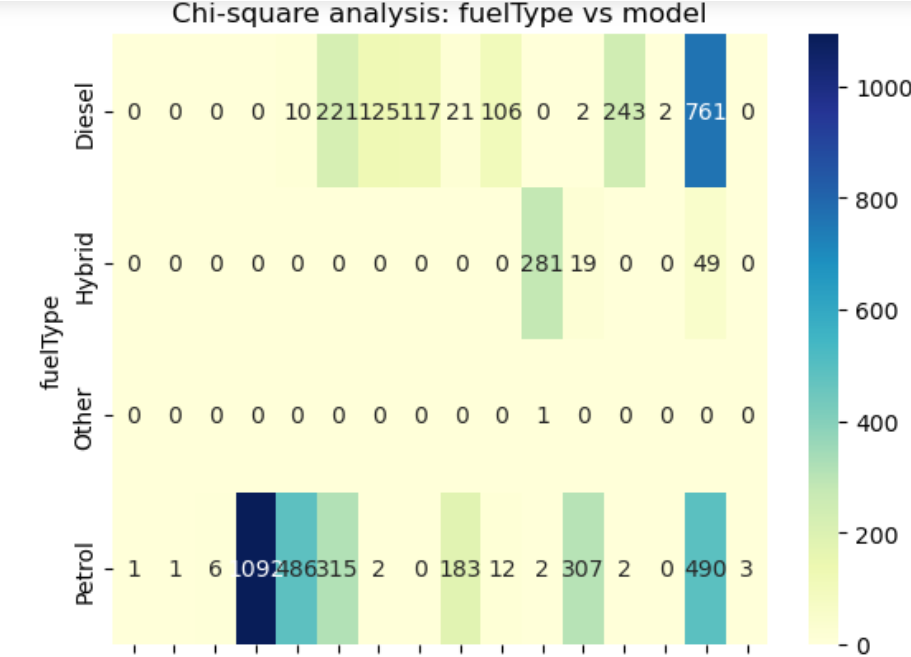 Chi-square analysis: fuelType vs model
Diesel
0 0 0 0 10 221 125 117 21 106 0 2 243 2 761 0
Hybrid
0 0 0 0 0 0 0 0 0 0 281 19 0 0 49 0
fuelType
Other
0 0 0 0 0 0 0 0 0 0 1 0 0 0 0 0
Petrol
1 1 6 1092 486 315 2 0 183 12 2 307 2 0 490 3
1000
800
600
400
200
0